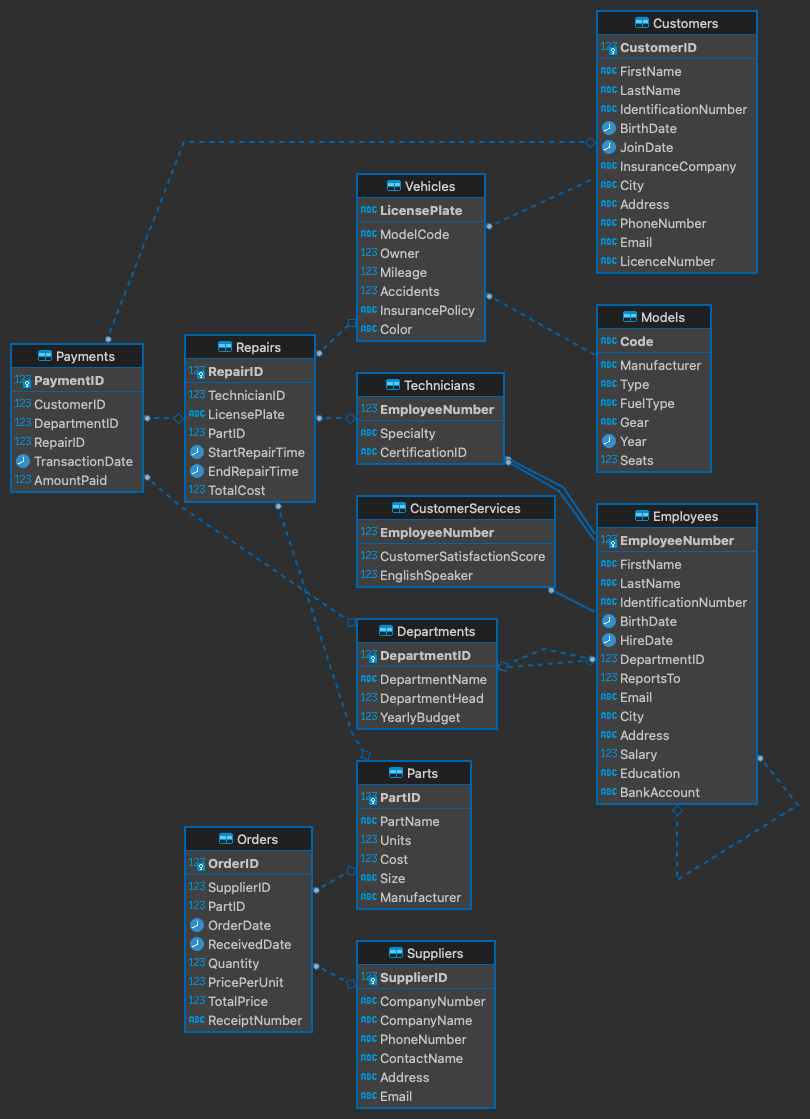 Customers
123 CustomerID
ABC FirstName
ABC LastName
ABC IdentificationNumber
BirthDate
JoinDate
ABC InsuranceCompany
ABC City
ABC Address
ABC PhoneNumber
ABC Email
ABC LicenceNumber
Vehicles
ABC LicensePlate
ABC ModelCode
123 Owner
123 Mileage
123 Accidents
ABC InsurancePolicy
ABC Color
Models
ABC Code
ABC Manufacturer
ABC Type
ABC FuelType
ABC Gear
Year
123 Seats
Payments
123 PaymentID
123 CustomerID
123 DepartmentID
123 RepairID
TransactionDate
123 AmountPaid
Repairs
123 RepairID
123 TechnicianID
ABC LicensePlate
123 PartID
StartRepairTime
EndRepairTime
123 TotalCost
Technicians
123 EmployeeNumber
ABC Specialty
ABC CertificationID
CustomerServices
123 EmployeeNumber
123 CustomerSatisfactionScore
123 EnglishSpeaker
Employees
123 EmployeeNumber
ABC FirstName
ABC LastName
ABC IdentificationNumber
BirthDate
HireDate
123 DepartmentID
123 ReportsTo
ABC Email
ABC City
ABC Address
123 Salary
ABC Education
ABC BankAccount
Departments
123 DepartmentID
ABC DepartmentName
123 DepartmentHead
123 YearlyBudget
Parts
123 PartID
ABC PartName
123 Units
123 Cost
ABC Size
ABC Manufacturer
Orders
123 OrderID
123 SupplierID
123 PartID
OrderDate
ReceivedDate
123 Quantity
123 PricePerUnit
123 TotalPrice
ABC ReceiptNumber
Suppliers
123 SupplierID
ABC CompanyNumber
ABC CompanyName
ABC PhoneNumber
ABC ContactName
ABC Address
ABC Email